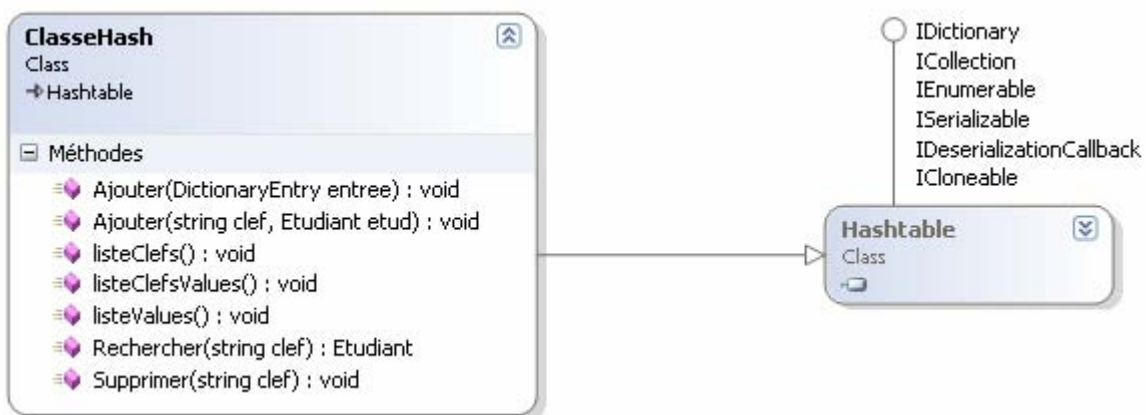 ClasseHash
Class
Hashtable
Méthodes
Ajouter(DictionaryEntry entree) : void
Ajouter(string clef, Etudiant etud) : void
listeClefs() : void
listeClefsValues() : void
listeValues() : void
Rechercher(string clef) : Etudiant
Supprimer(string clef) : void
IDictionary
ICollection
IEnumerable
ISerializable
IDeserializationCallback
ICloneable
Hashtable
Class